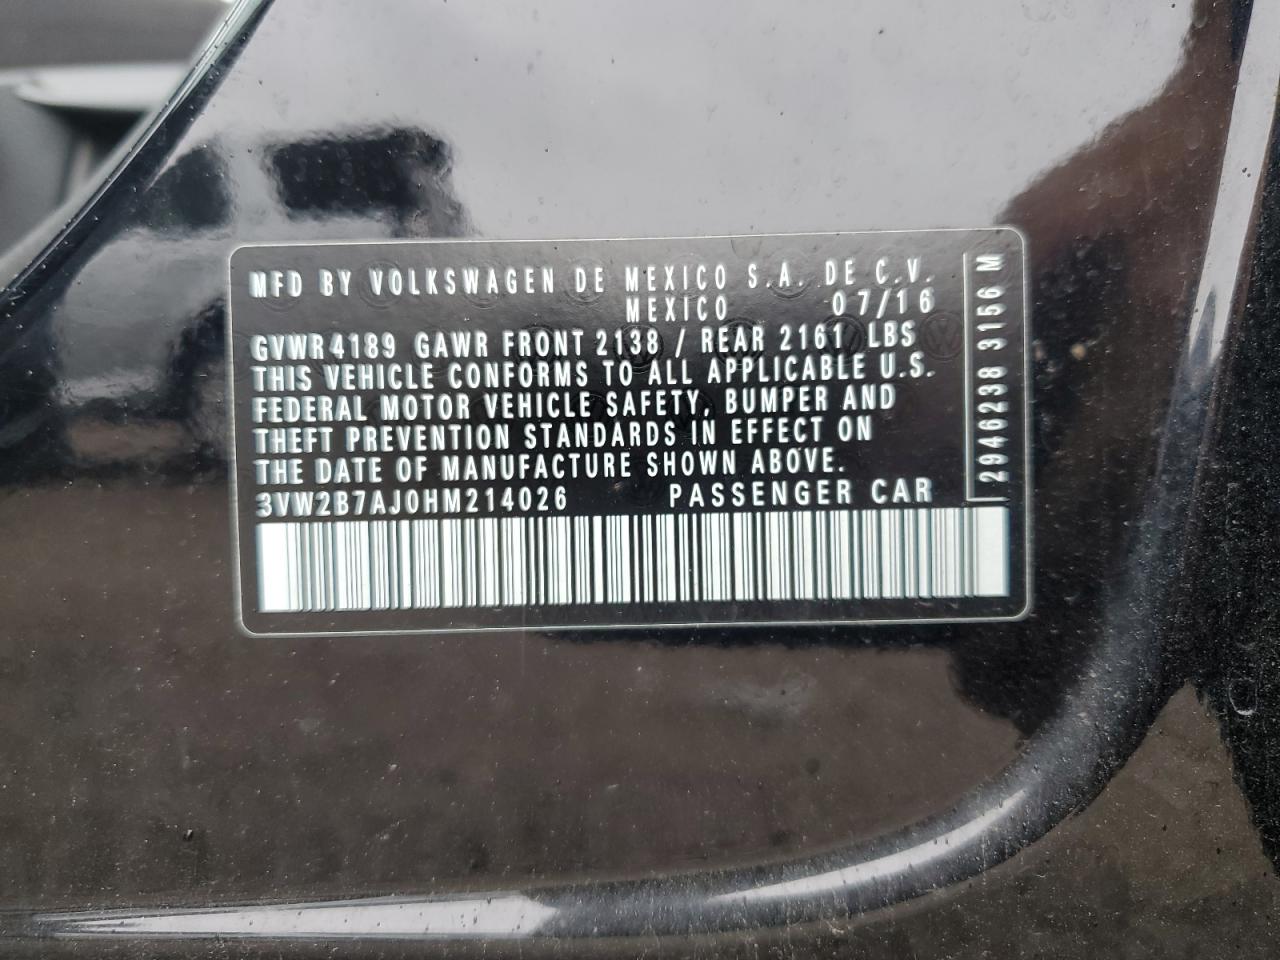 MFD BY VOLKSWAGEN DE MEXICO S.A. DE C.V.
MEXICO 07/16
GVWR 4189 GAWR FRONT 2138 / REAR 2161 LBS
THIS VEHICLE CONFORMS TO ALL APPLICABLE U.S.
FEDERAL MOTOR VEHICLE SAFETY, BUMPER AND
THEFT PREVENTION STANDARDS IN EFFECT ON
THE DATE OF MANUFACTURE SHOWN ABOVE.
3VW2B7AJ0HM214026 PASSENGER CAR
2946238 3156 M